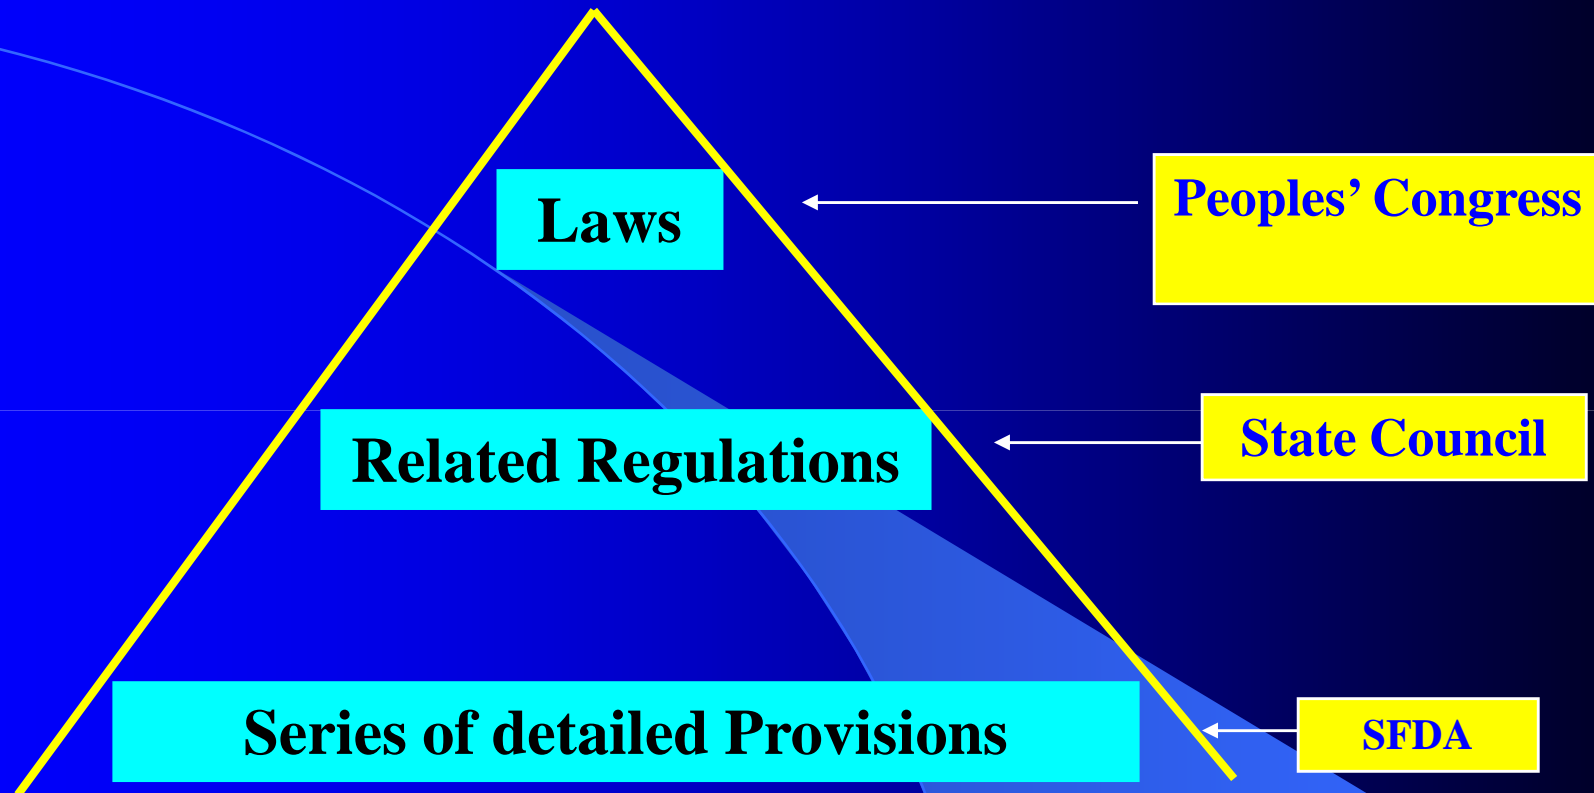 Laws
Peoples’ Congress
Related Regulations
State Council
Series of detailed Provisions
SFDA